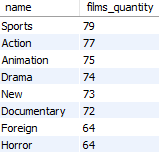 name films_quantity
Sports 79
Action 77
Animation 75
Drama 74
New 73
Documentary 72
Foreign 64
Horror 64